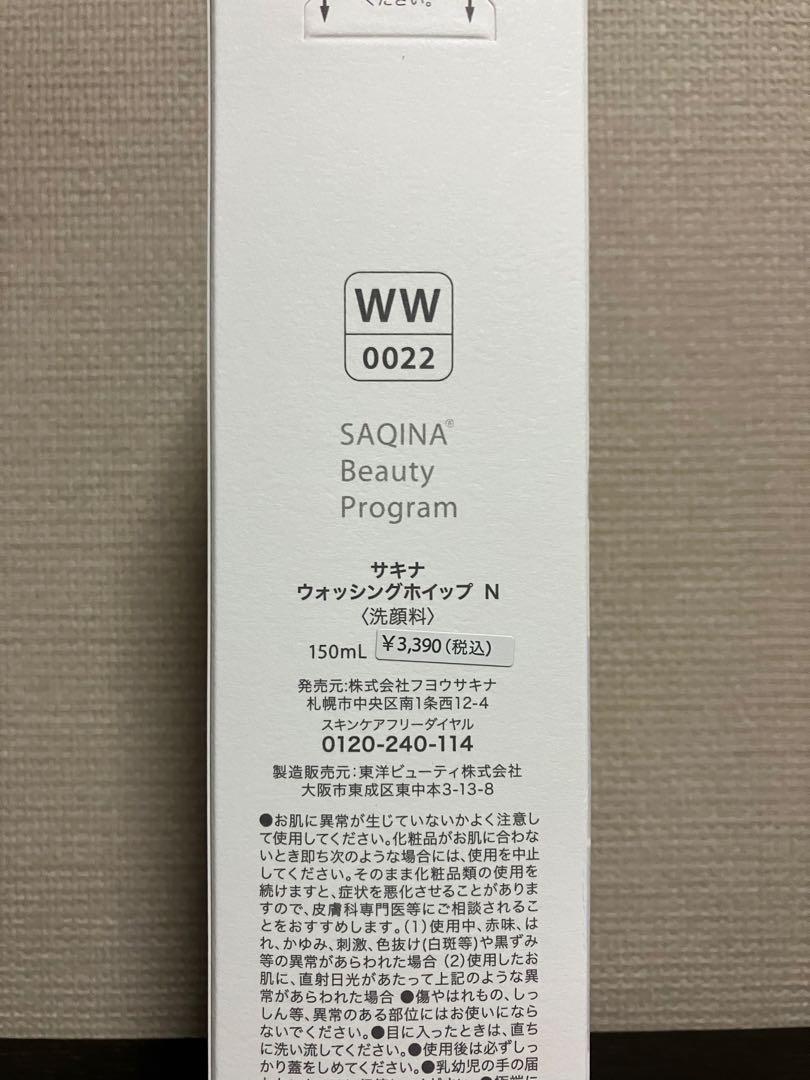 ください。
WW
0022
SAQINA®
Beauty
Program
サキナ
ウォッシングホイップ N
〈洗顔料〉
150mL ￥3,390(税込)
発売元:株式会社フヨウサキナ
札幌市中央区南1条西12-4
スキンケアフリーダイヤル
0120-240-114
製造販売元:東洋ビューティ株式会社
大阪市東成区東中本3-13-8
●お肌に異常が生じていないかよく注意し
て使用してください。化粧品がお肌に合わな
いとき即ち次のような場合には、使用を中止
してください。そのまま化粧品類の使用を
続けますと、症状を悪化させることがありま
すので、皮膚科専門医等にご相談されるこ
とをおすすめします。(1)使用中、赤味、は
れ、かゆみ、刺激、色抜け(白斑等)や黒ずみ
等の異常があらわれた場合 (2)使用したお
肌に、直射日光があたって上記のような異
常があらわれた場合 ●傷やはれもの、しっ
しん等、異常のある部位にはお使いになら
ないでください。●目に入ったときは、直ち
に洗い流してください。●使用後は必ずしっ
かり蓋をしめてください。●乳幼児の手の届